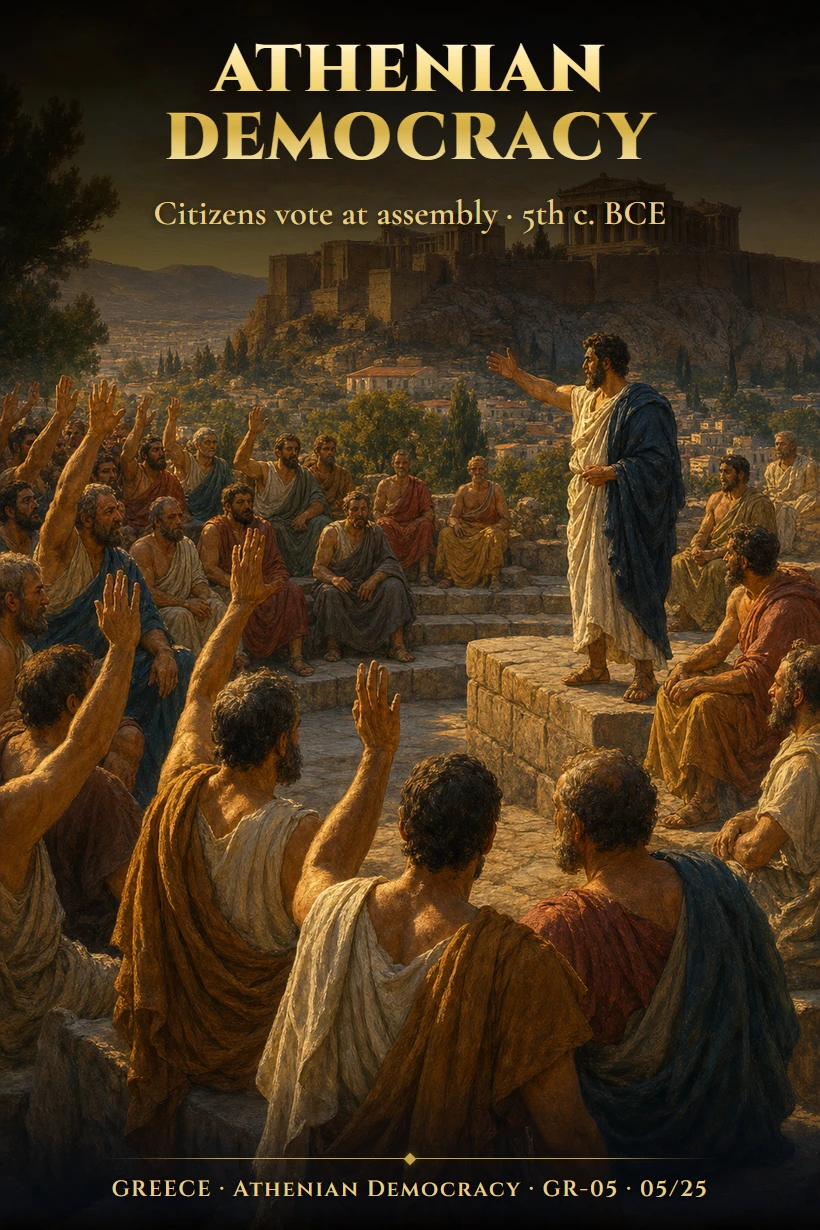 ATHENIAN
DEMOCRACY
Citizens vote at assembly · 5th c. BCE
GREECE · Athenian Democracy · GR-05 · 05/25